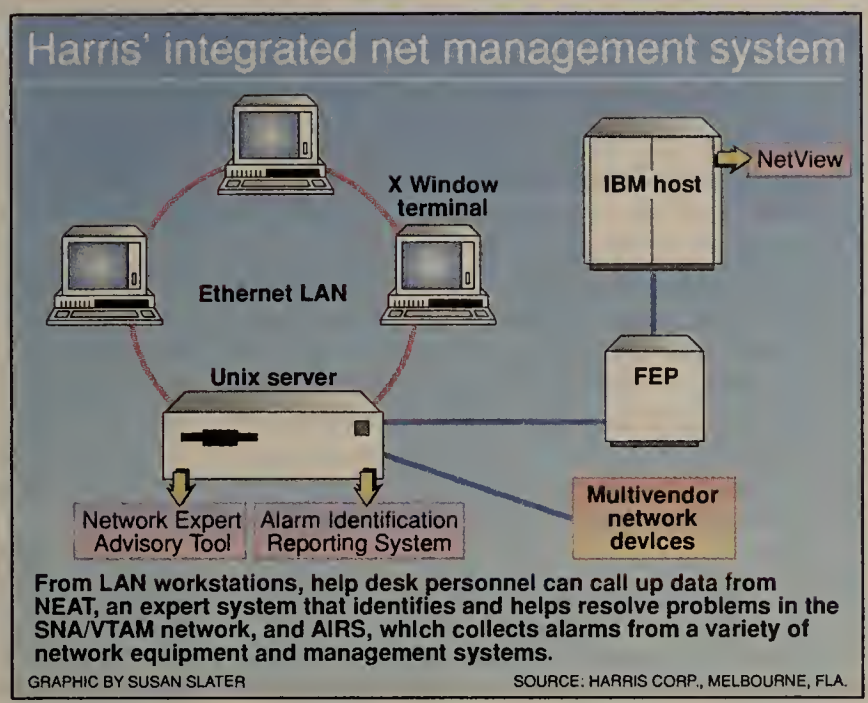 Harris' integrated net management system
X Window
terminal
IBM host
NetView
Ethernet LAN
Unix server
FEP
Network Expert
Advisory Tool
Alarm Identification
Reporting System
Multivendor
network
devices
From LAN workstations, help desk personnel can call up data from
NEAT, an expert system that identifies and helps resolve problems in the
SNA/VTAM network, and AIRS, which collects alarms from a variety of
network equipment and management systems.
GRAPHIC BY SUSAN SLATER
SOURCE: HARRIS CORP., MELBOURNE, FLA.